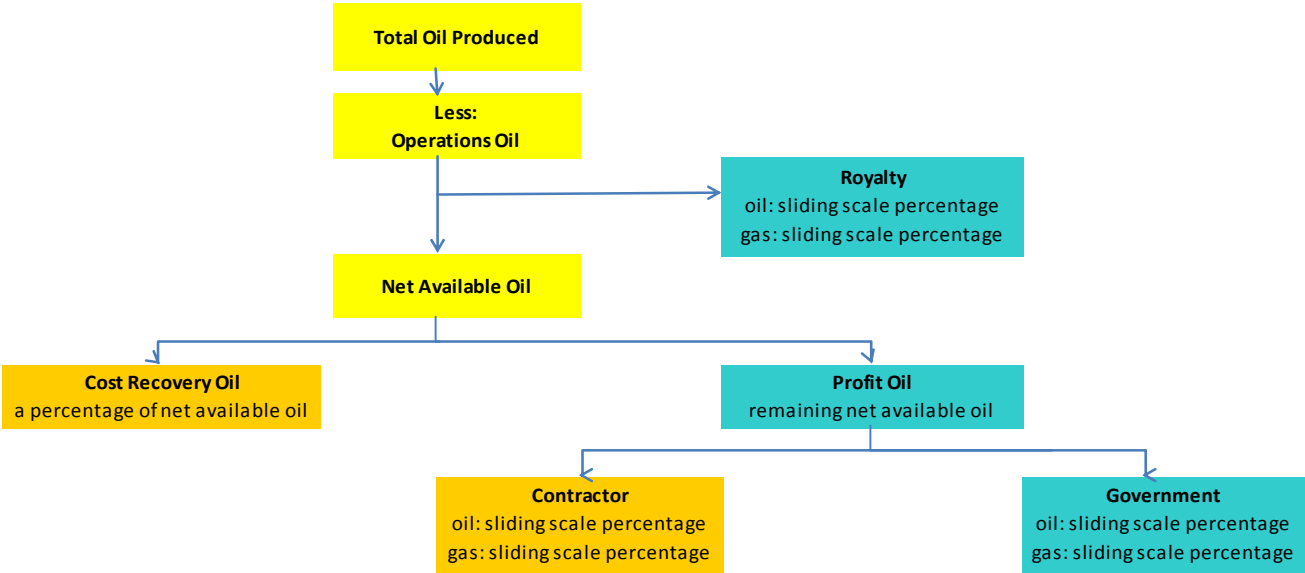 Total Oil Produced
Less:
Operations Oil
Royalty
oil: sliding scale percentage
gas: sliding scale percentage
Net Available Oil
Cost Recovery Oil
a percentage of net available oil
Profit Oil
remaining net available oil
Contractor
oil: sliding scale percentage
gas: sliding scale percentage
Government
oil: sliding scale percentage
gas: sliding scale percentage